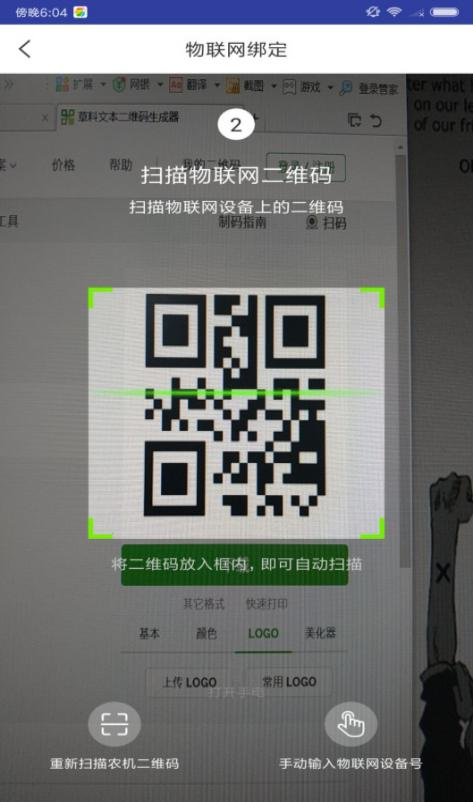 傍晚6:04
物联网绑定
扩展 网银 Aa 翻译 截图 游戏 登录管家
草料文本二维码生成器
2
价格 帮助 我的二维码 登录 / 注册
扫描物联网二维码
扫描物联网设备上的二维码
工具 制码指南 扫码
on our
of our fr
将二维码放入框内,即可自动扫描
其它格式 快速打印
基本 颜色 LOGO 美化器
上传 LOGO 常用 LOGO
打开手电
重新扫描农机二维码
手动输入物联网设备号